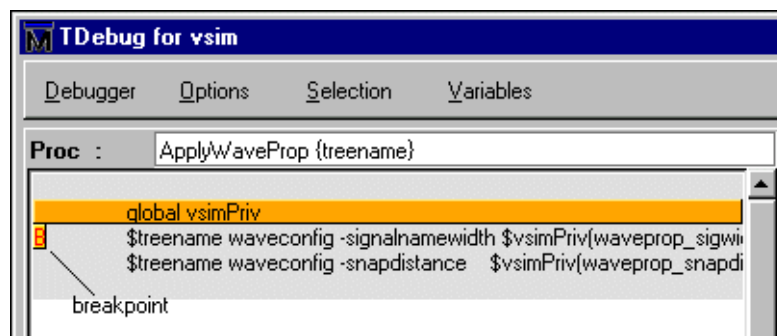 TDebug for vsim
Debugger Options Selection Variables
Proc : ApplyWaveProp {treename}
global vsimPriv
B $treename waveconfig -signalnamewidth $vsimPriv(waveprop_sigwi
$treename waveconfig -snapdistance $vsimPriv(waveprop_snapdi
breakpoint